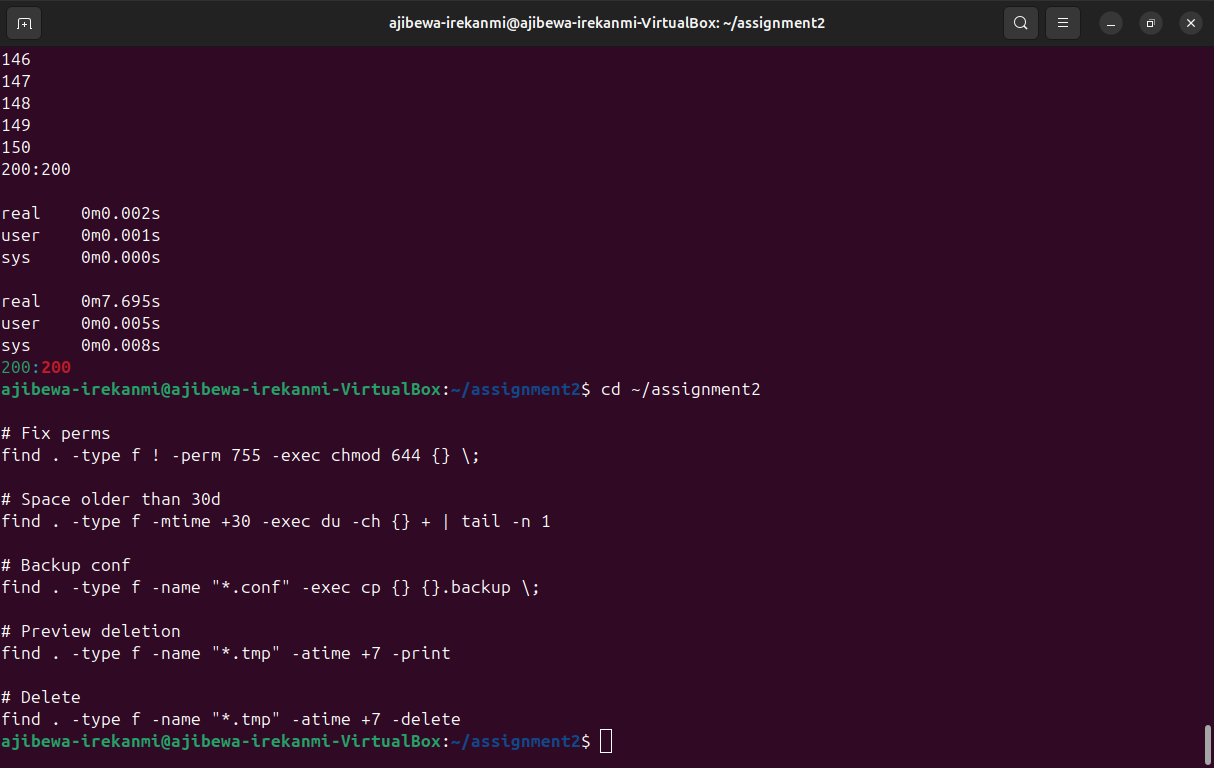 ajibewa-irekanmi@ajibewa-irekanmi-VirtualBox: ~/assignment2
146
147
148
149
150
200:200
real    0m0.002s
user    0m0.001s
sys     0m0.000s
real    0m7.695s
user    0m0.005s
sys     0m0.008s
200:200
ajibewa-irekanmi@ajibewa-irekanmi-VirtualBox:~/assignment2$ cd ~/assignment2
# Fix perms
find . -type f ! -perm 755 -exec chmod 644 {} \;
# Space older than 30d
find . -type f -mtime +30 -exec du -ch {} + | tail -n 1
# Backup conf
find . -type f -name "*.conf" -exec cp {} {}.backup \;
# Preview deletion
find . -type f -name "*.tmp" -atime +7 -print
# Delete
find . -type f -name "*.tmp" -atime +7 -delete
ajibewa-irekanmi@ajibewa-irekanmi-VirtualBox:~/assignment2$